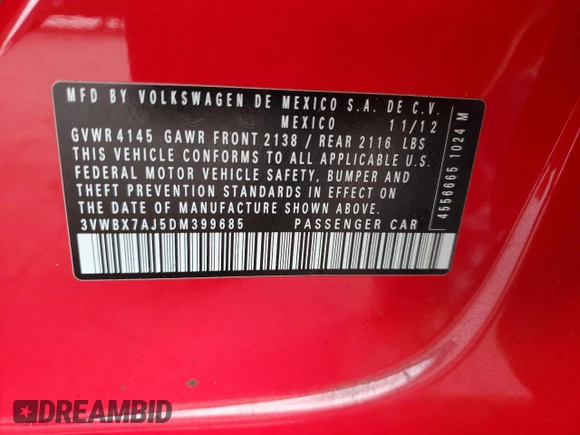 MFD BY VOLKSWAGEN DE MEXICO S.A. DE C.V.
MEXICO 11/12
GVWR 4145 GAWR FRONT 2138 / REAR 2116 LBS
THIS VEHICLE CONFORMS TO ALL APPLICABLE U.S.
FEDERAL MOTOR VEHICLE SAFETY, BUMPER AND
THEFT PREVENTION STANDARDS IN EFFECT ON
THE DATE OF MANUFACTURE SHOWN ABOVE.
3VWBX7AJ5DM399685 PASSENGER CAR
4556665 1024 M
DREAMBID